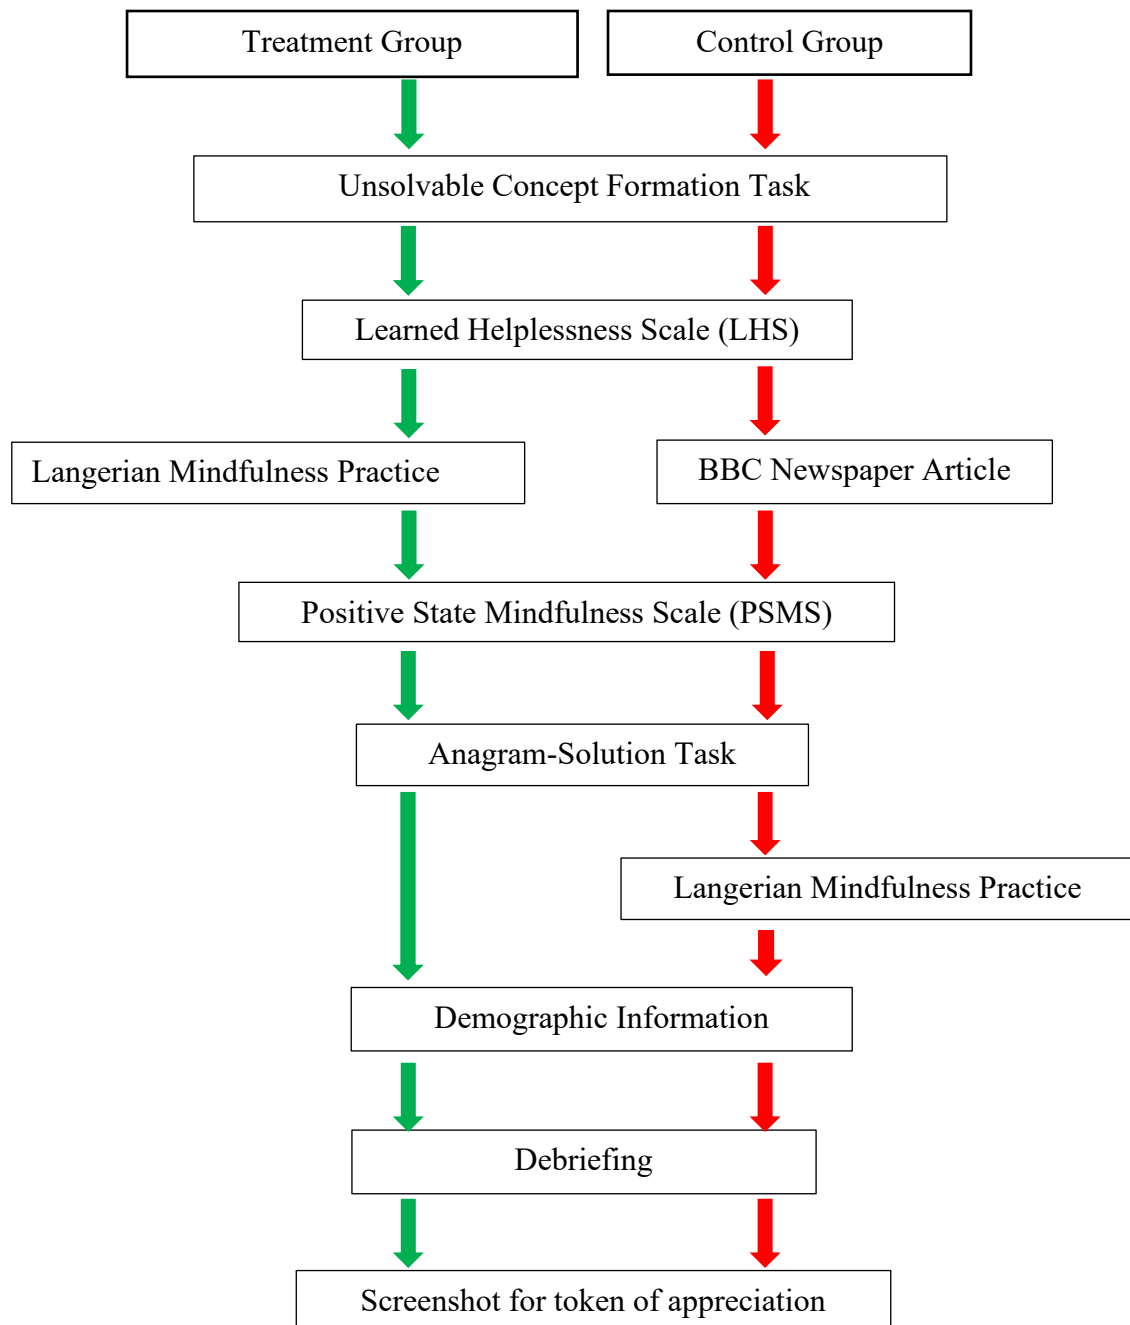 Treatment Group
Control Group
Unsolvable Concept Formation Task
Learned Helplessness Scale (LHS)
Langerian Mindfulness Practice
BBC Newspaper Article
Positive State Mindfulness Scale (PSMS)
Anagram-Solution Task
Langerian Mindfulness Practice
Demographic Information
Debriefing
Screenshot for token of appreciation